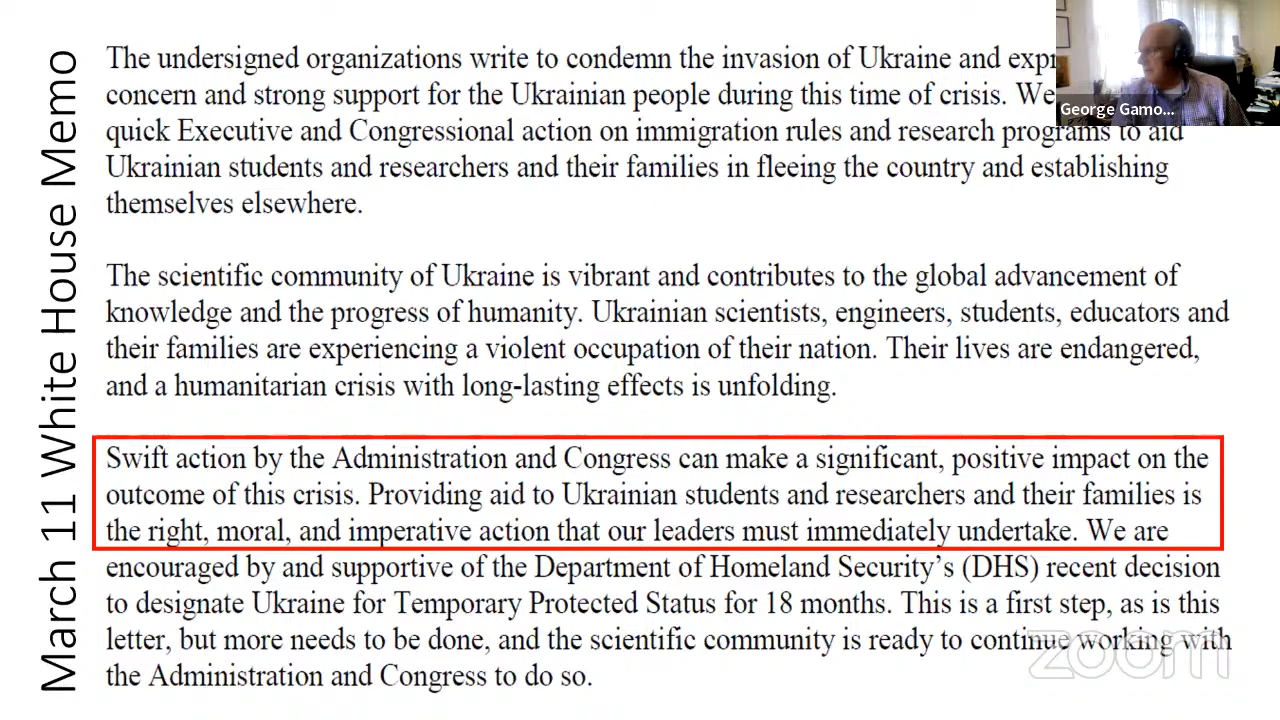 March 11 White House Memo
The undersigned organizations write to condemn the invasion of Ukraine and
concern and strong support for the Ukrainian people during this time of crisis. We
quick Executive and Congressional action on immigration rules and research programs to aid
Ukrainian students and researchers and their families in fleeing the country and establishing
themselves elsewhere.
The scientific community of Ukraine is vibrant and contributes to the global advancement of
knowledge and the progress of humanity. Ukrainian scientists, engineers, students, educators and
their families are experiencing a violent occupation of their nation. Their lives are endangered,
and a humanitarian crisis with long-lasting effects is unfolding.
Swift action by the Administration and Congress can make a significant, positive impact on the
outcome of this crisis. Providing aid to Ukrainian students and researchers and their families is
the right, moral, and imperative action that our leaders must immediately undertake. We are
encouraged by and supportive of the Department of Homeland Security’s (DHS) recent decision
to designate Ukraine for Temporary Protected Status for 18 months. This is a first step, as is this
letter, but more needs to be done, and the scientific community is ready to continue working with
the Administration and Congress to do so.
George Gamo...
zoom